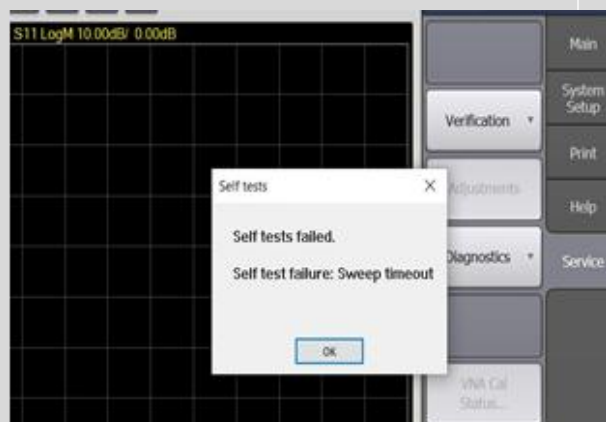 S11 LogM 10.00dB/ 0.00dB
Main
System
Setup
Verification
Print
Self tests
Adjustments
Help
Self tests failed.
Diagnostics
Service
Self test failure: Sweep timeout
OK
VNA Cal
Status...